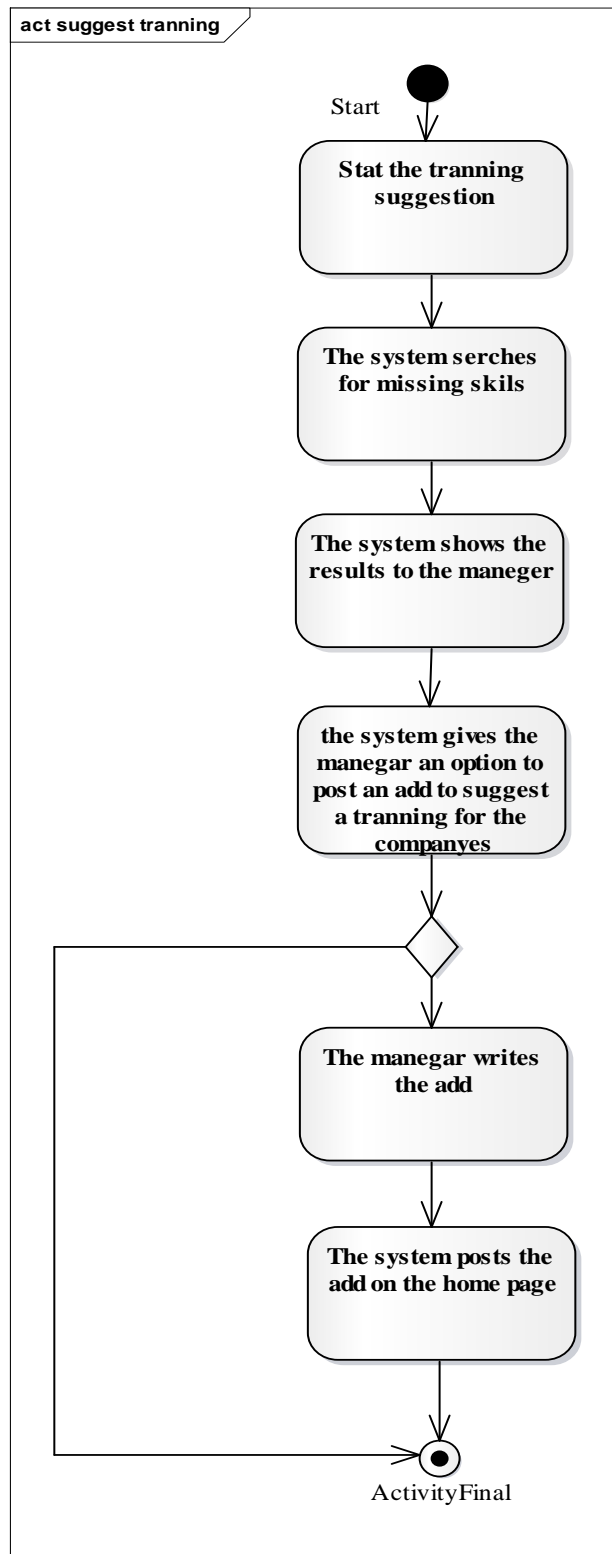 act suggest tranning
Start
Stat the tranning
suggestion
The system serches
for missing skils
The system shows the
results to the maneger
the system gives the
manegar an option to
post an add to suggest
a tranning for the
companyes
The manegar writes
the add
The system posts the
add on the home page
ActivityFinal